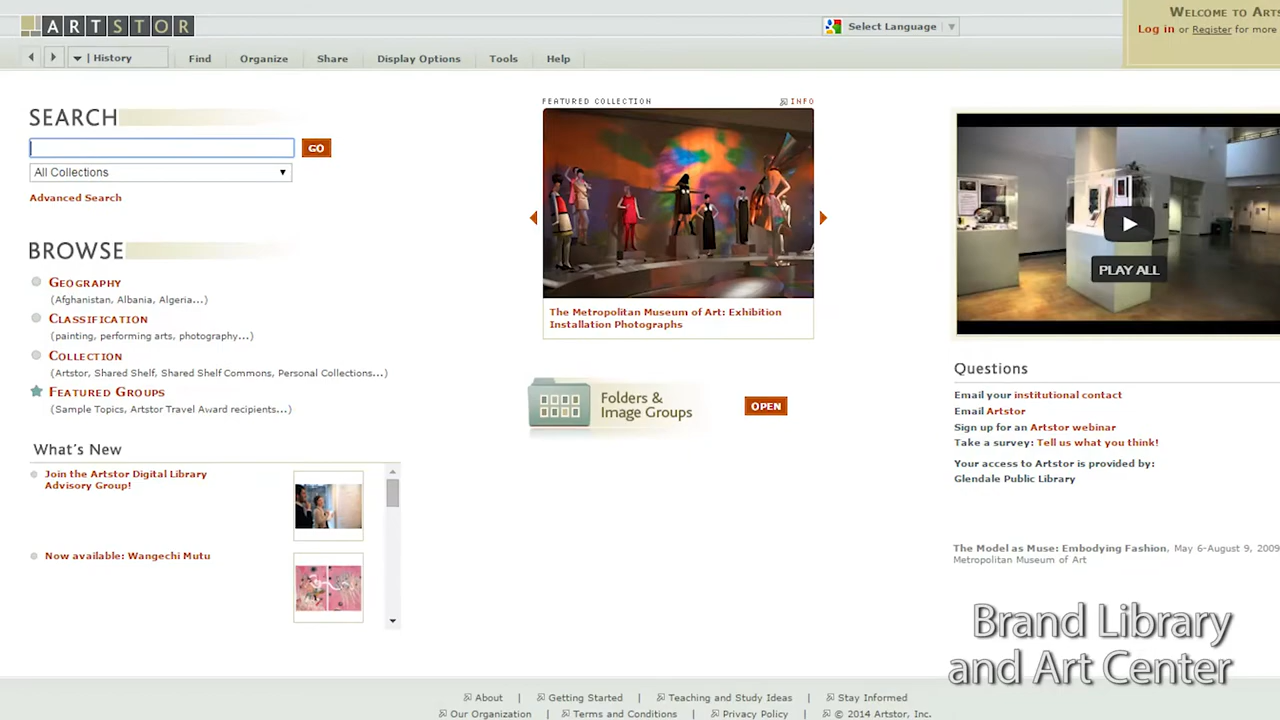 ARTSTOR
Select Language
WELCOME TO ARTS
Log in or Register for more
History
Find
Organize
Share
Display Options
Tools
Help
SEARCH
GO
All Collections
Advanced Search
BROWSE
GEOGRAPHY
(Afghanistan, Albania, Algeria...)
CLASSIFICATION
(painting, performing arts, photography...)
COLLECTION
(Artstor, Shared Shelf, Shared Shelf Commons, Personal Collections...)
FEATURED GROUPS
(Sample Topics, Artstor Travel Award recipients...)
What's New
Join the Artstor Digital Library
Advisory Group!
Now available: Wangechi Mutu
FEATURED COLLECTION
INFO
The Metropolitan Museum of Art: Exhibition
Installation Photographs
Folders &
Image Groups
OPEN
PLAY ALL
Questions
Email your institutional contact
Email Artstor
Sign up for an Artstor webinar
Take a survey: Tell us what you think!
Your access to Artstor is provided by:
Glendale Public Library
The Model as Muse: Embodying Fashion, May 6-August 9, 2009
Metropolitan Museum of Art
Brand Library
and Art Center
About | Getting Started | Teaching and Study Ideas | Stay Informed
Our Organization | Terms and Conditions | Privacy Policy | © 2014 Artstor, Inc.